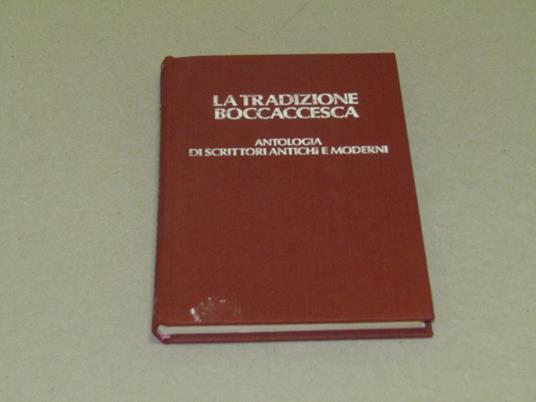 LA TRADIZIONE
BOCCACCESCA
ANTOLOGIA
DI SCRITTORI ANTICHi E MODERNI